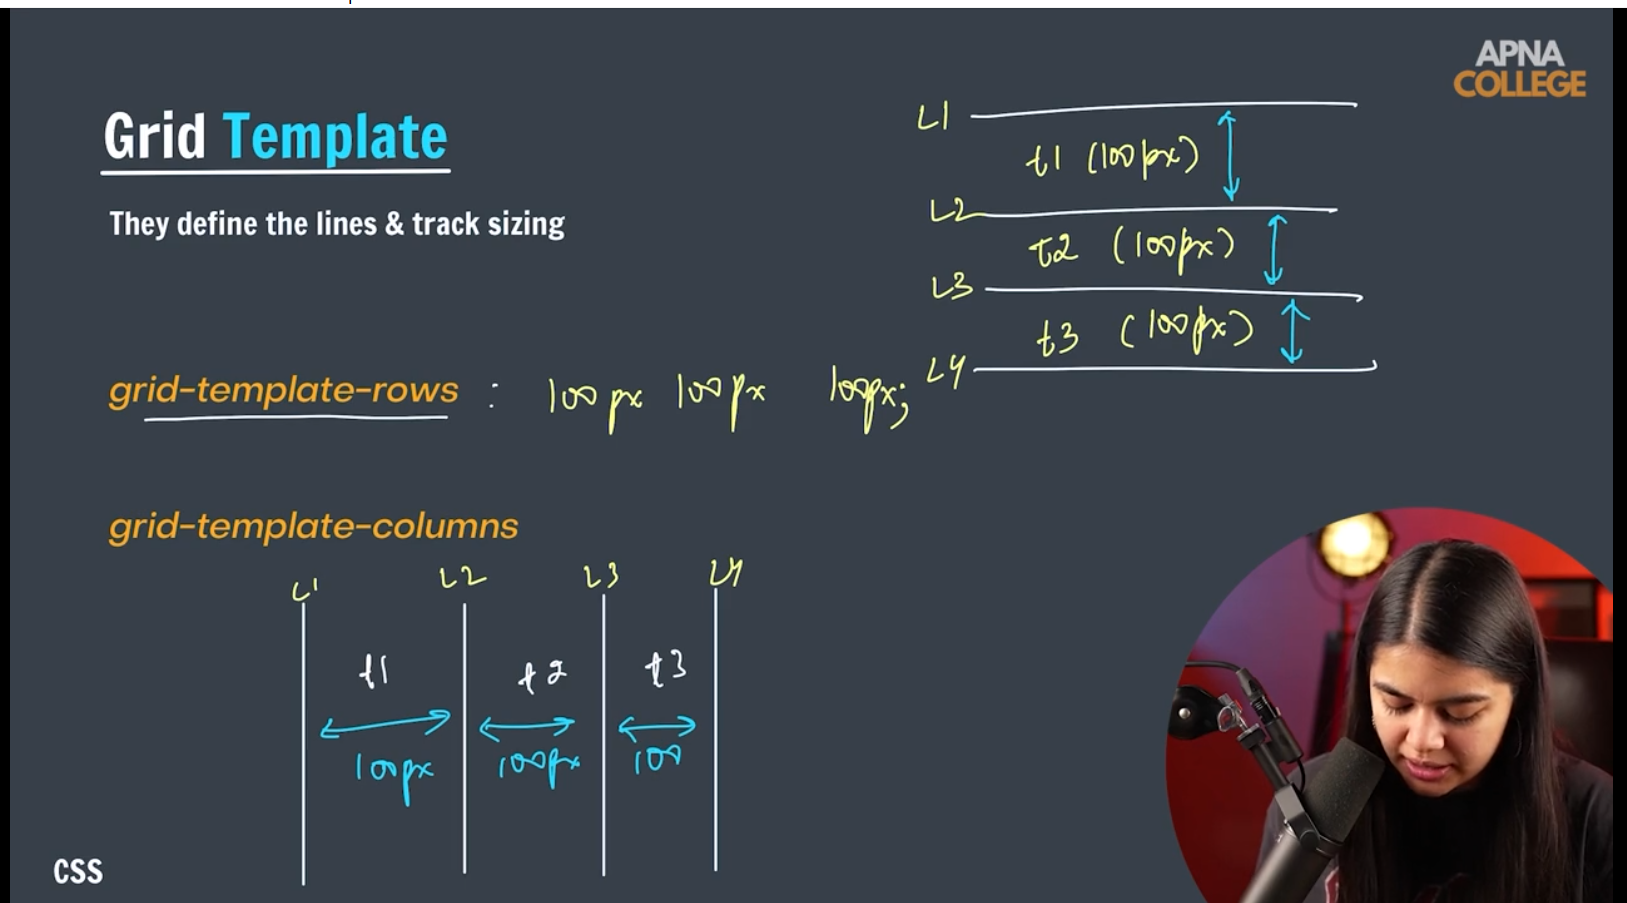 APNA
COLLEGE
Grid Template
They define the lines & track sizing
L1
t1 (100px)
L2
t2 (100px)
L3
t3 (100px)
L4
grid-template-rows : 100px 100px 100px;
grid-template-columns
L1 L2 L3 L4
t1 t2 t3
100px 100px 100
CSS